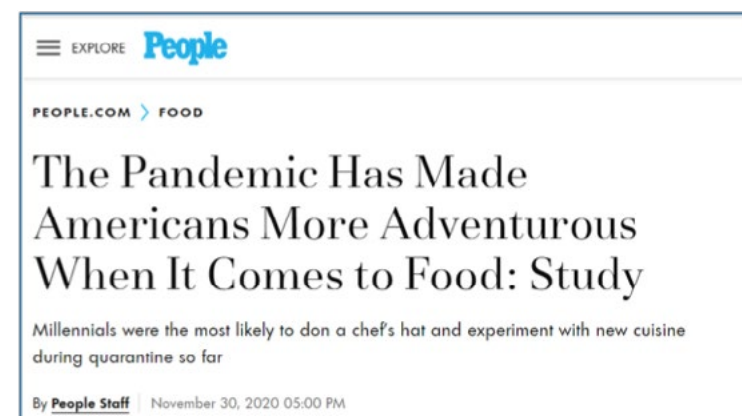 EXPLORE People
PEOPLE.COM > FOOD
The Pandemic Has Made
Americans More Adventurous
When It Comes to Food: Study
Millennials were the most likely to don a chef's hat and experiment with new cuisine
during quarantine so far
By People Staff | November 30, 2020 05:00 PM